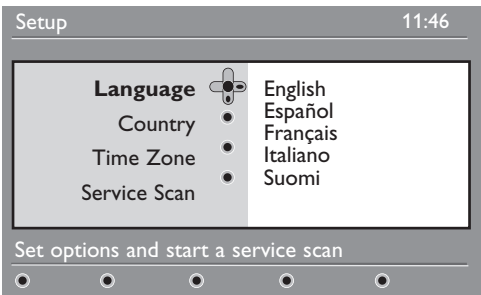 Setup 11:46
Language
Country
Time Zone
Service Scan
English
Español
Français
Italiano
Suomi
Set options and start a service scan